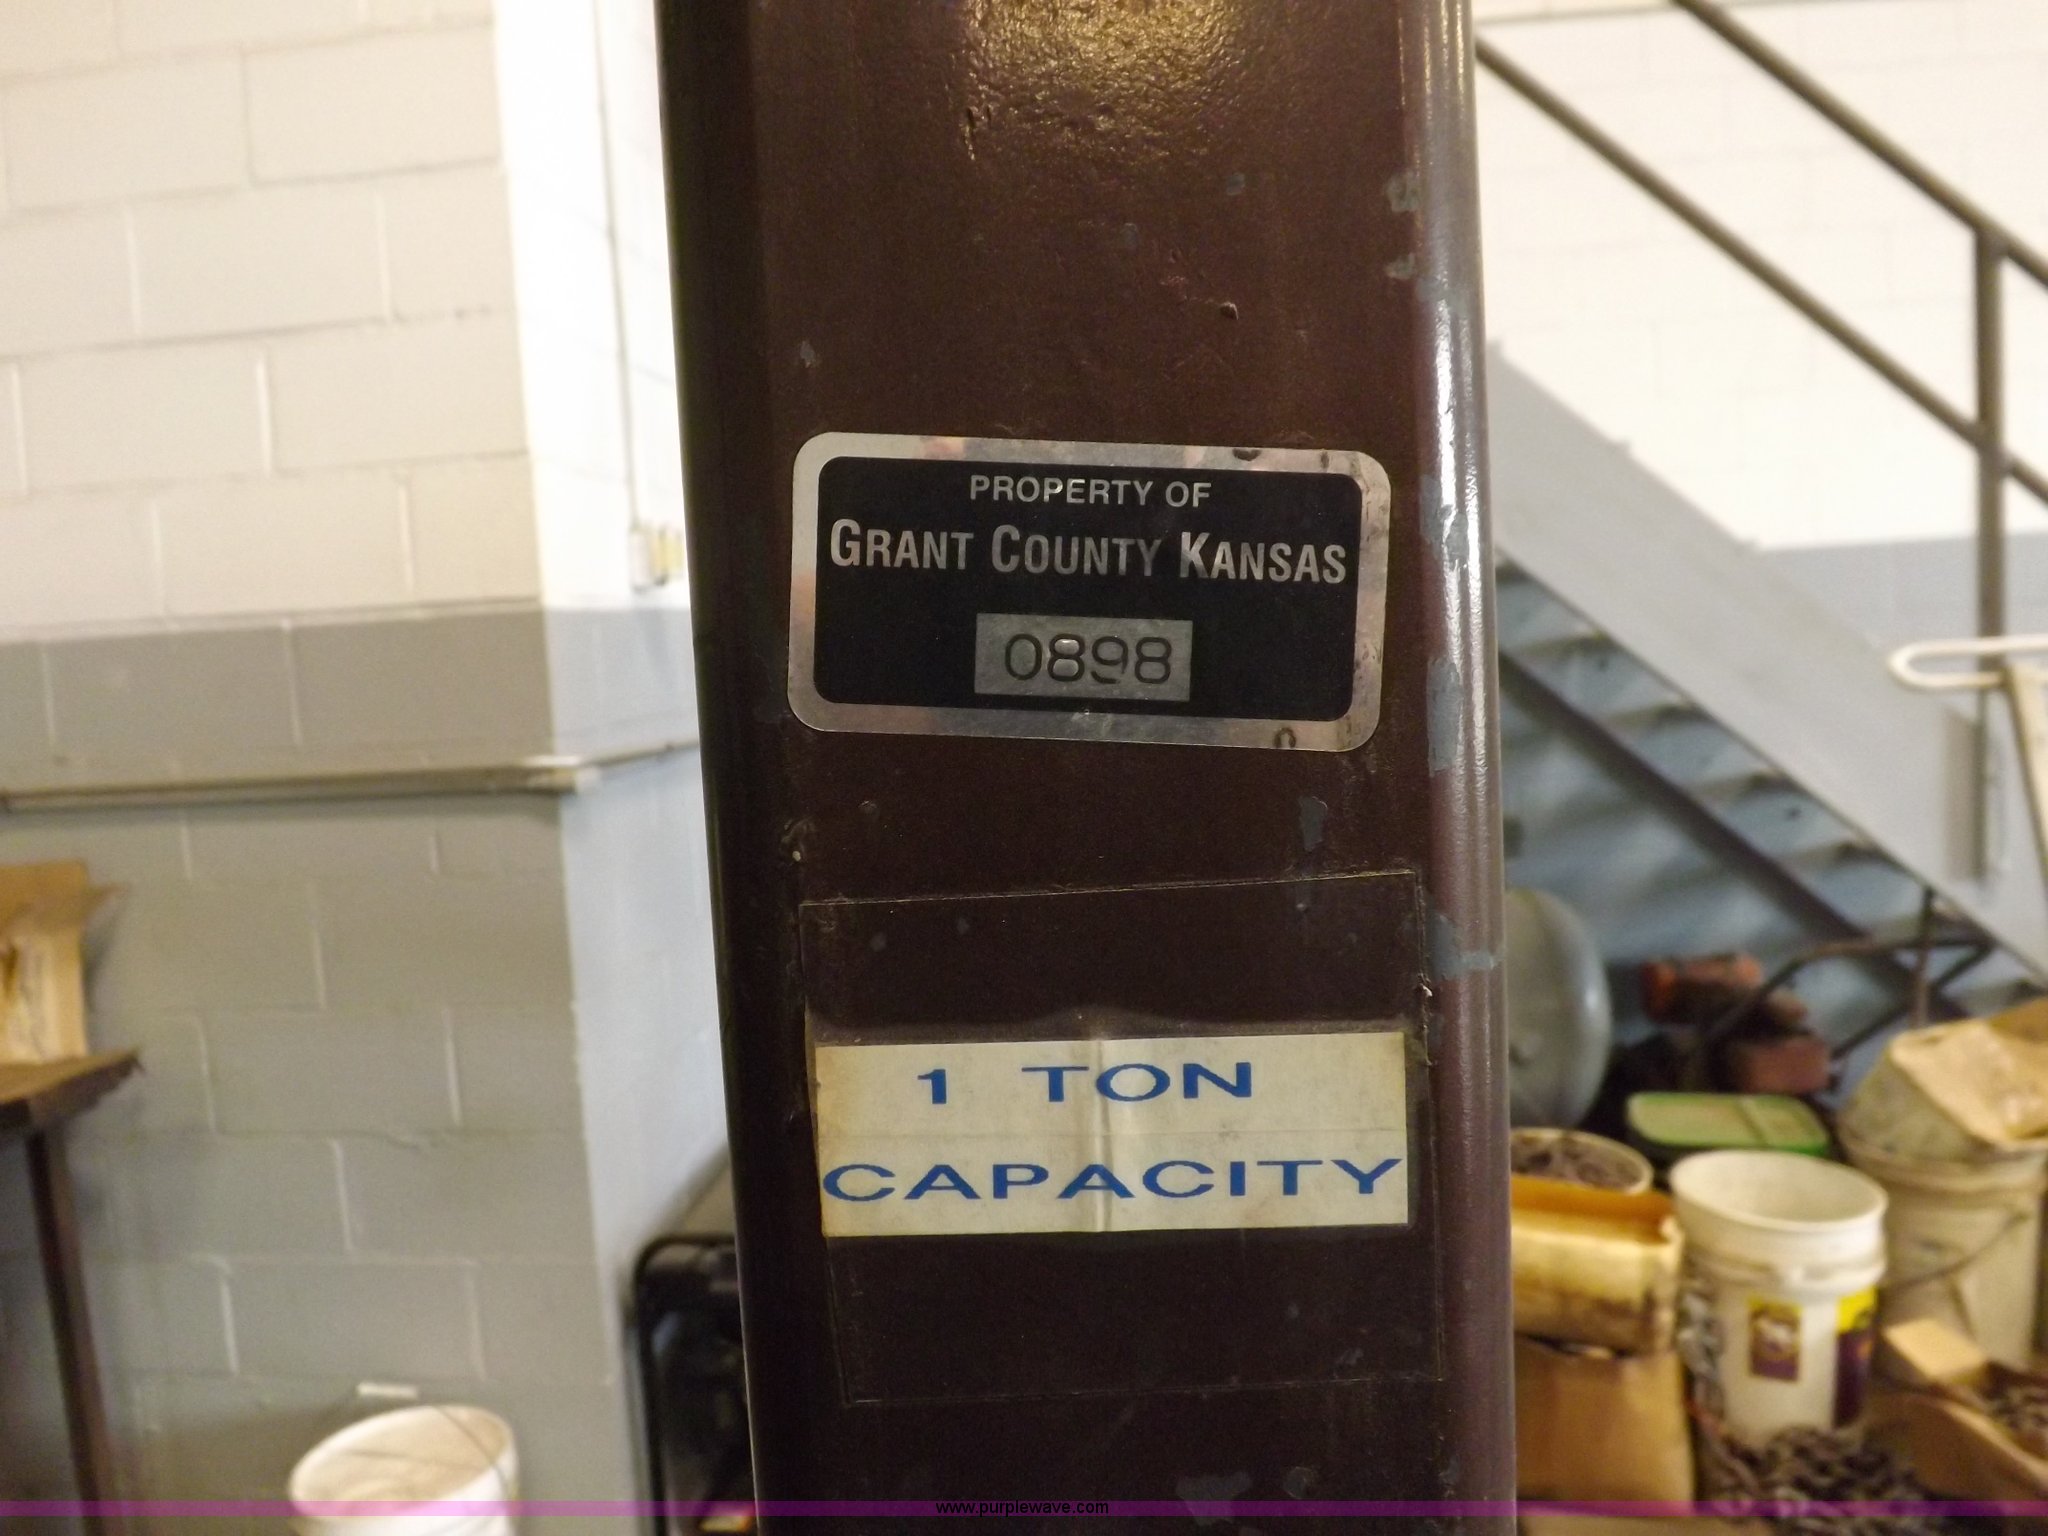 PROPERTY OF
GRANT COUNTY KANSAS
0898
1 TON
CAPACITY
www.purplewave.com